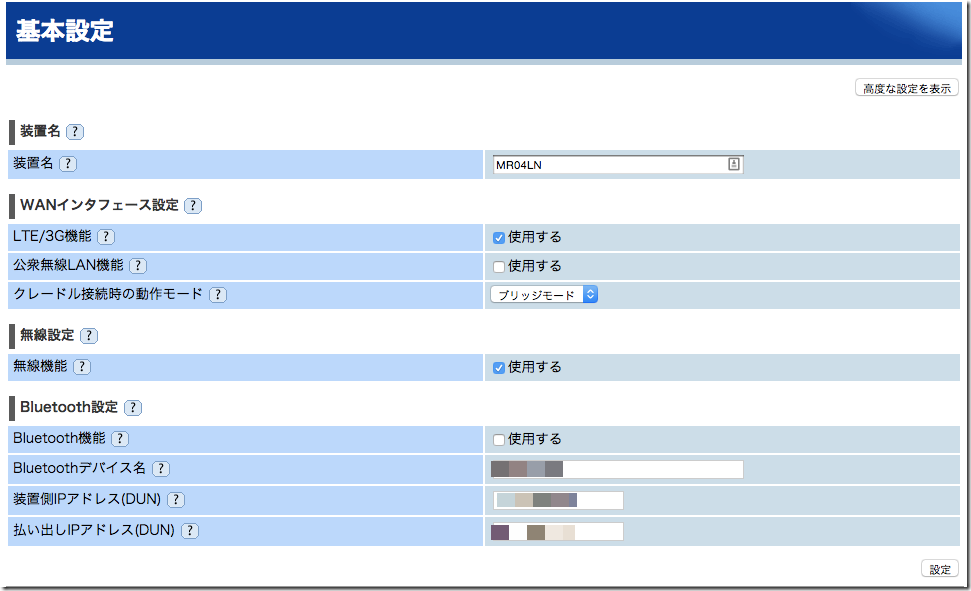 基本設定
高度な設定を表示
装置名 ?
装置名 ? MR04LN
WANインタフェース設定 ?
LTE/3G機能 ? 使用する
公衆無線LAN機能 ? 使用する
クレードル接続時の動作モード ? ブリッジモード
無線設定 ?
無線機能 ? 使用する
Bluetooth設定 ?
Bluetooth機能 ? 使用する
Bluetoothデバイス名 ?
装置側IPアドレス(DUN) ?
払い出しIPアドレス(DUN) ?
設定